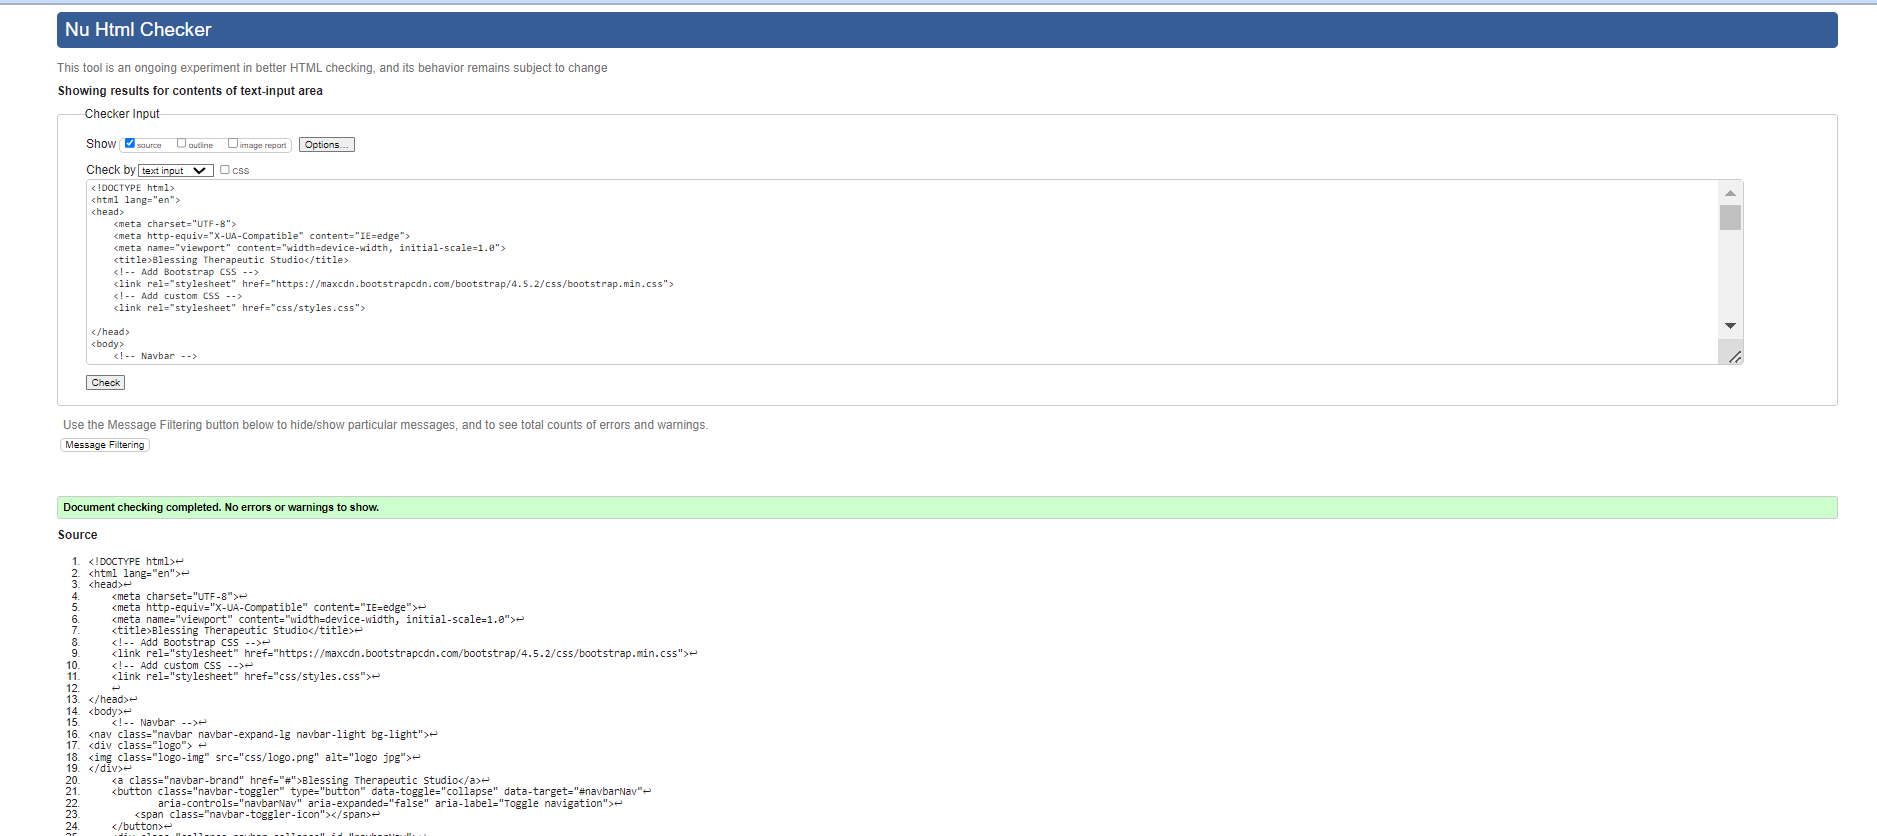 Nu Html Checker
This tool is an ongoing experiment in better HTML checking, and its behavior remains subject to change
Showing results for contents of text-input area
Checker Input
Show source outline image report Options...
Check by text input css
<!DOCTYPE html>
<html lang="en">
<head>
    <meta charset="UTF-8">
    <meta http-equiv="X-UA-Compatible" content="IE=edge">
    <meta name="viewport" content="width=device-width, initial-scale=1.0">
    <title>Blessing Therapeutic Studio</title>
    <!-- Add Bootstrap CSS -->
    <link rel="stylesheet" href="https://maxcdn.bootstrapcdn.com/bootstrap/4.5.2/css/bootstrap.min.css">
    <!-- Add custom CSS -->
    <link rel="stylesheet" href="css/styles.css">
</head>
<body>
    <!-- Navbar -->
Check
Use the Message Filtering button below to hide/show particular messages, and to see total counts of errors and warnings.
Message Filtering
Document checking completed. No errors or warnings to show.
Source
1. <!DOCTYPE html>↩
2. <html lang="en">↩
3. <head>↩
4.     <meta charset="UTF-8">↩
5.     <meta http-equiv="X-UA-Compatible" content="IE=edge">↩
6.     <meta name="viewport" content="width=device-width, initial-scale=1.0">↩
7.     <title>Blessing Therapeutic Studio</title>↩
8.     <!-- Add Bootstrap CSS -->↩
9.     <link rel="stylesheet" href="https://maxcdn.bootstrapcdn.com/bootstrap/4.5.2/css/bootstrap.min.css">↩
10.     <!-- Add custom CSS -->↩
11.     <link rel="stylesheet" href="css/styles.css">↩
12.     ↩
13. </head>↩
14. <body>↩
15.     <!-- Navbar -->↩
16. <nav class="navbar navbar-expand-lg navbar-light bg-light">↩
17. <div class="logo"> ↩
18. <img class="logo-img" src="css/logo.png" alt="logo jpg">↩
19. </div>↩
20.     <a class="navbar-brand" href="#">Blessing Therapeutic Studio</a>↩
21.     <button class="navbar-toggler" type="button" data-toggle="collapse" data-target="#navbarNav"↩
22.             aria-controls="navbarNav" aria-expanded="false" aria-label="Toggle navigation">↩
23.         <span class="navbar-toggler-icon"></span>↩
24.     </button>↩